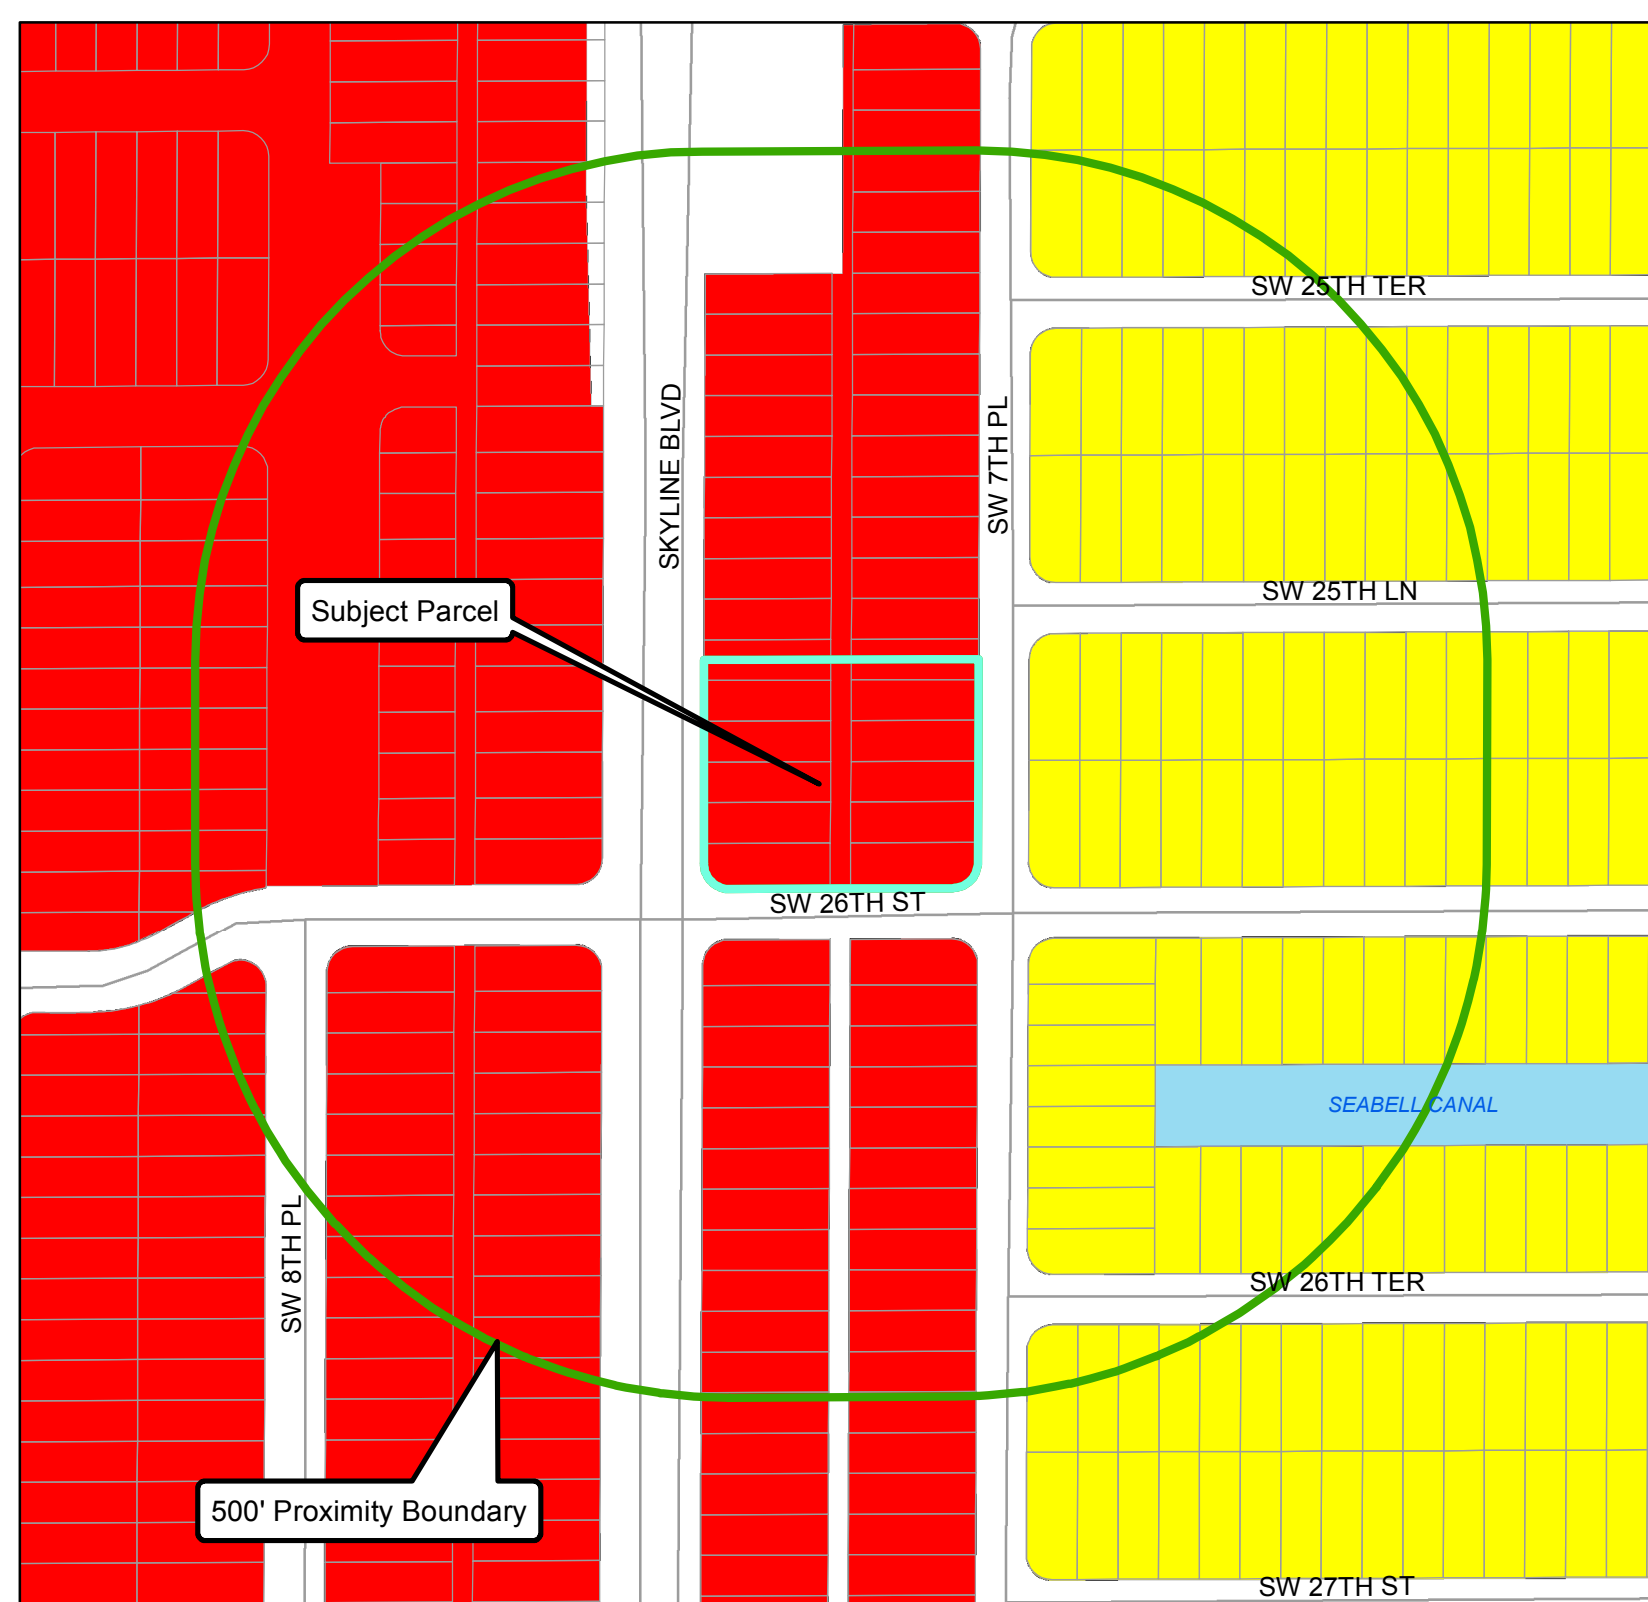 SW 25TH TER
SKYLINE BLVD
SW 7TH PL
SW 25TH LN
Subject Parcel
SW 26TH ST
SEABELL CANAL
SW 8TH PL
SW 26TH TER
500' Proximity Boundary
SW 27TH ST